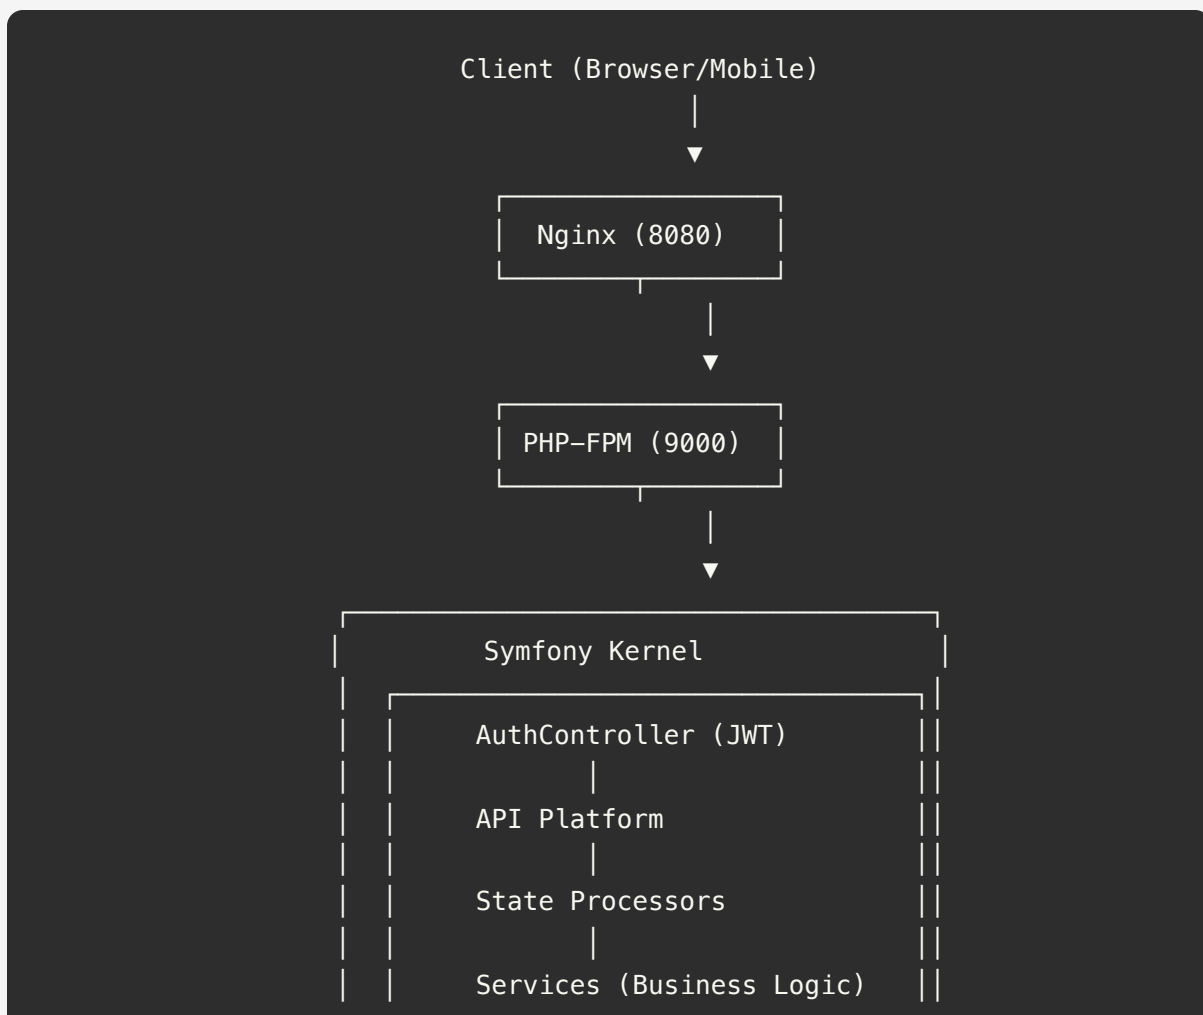 Client (Browser/Mobile)
Nginx (8080)
PHP-FPM (9000)
Symfony Kernel
AuthController (JWT)
API Platform
State Processors
Services (Business Logic)